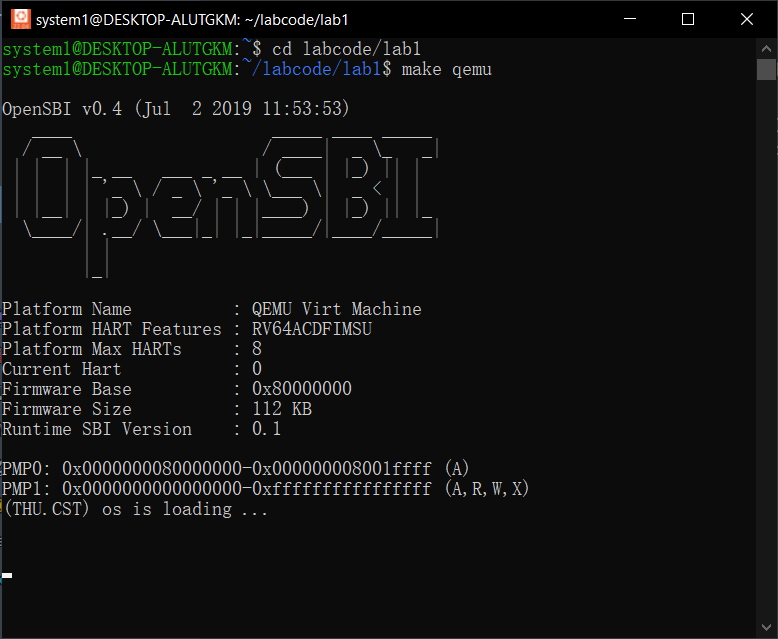 system1@DESKTOP-ALUTGKM: ~/labcode/lab1
system1@DESKTOP-ALUTGKM:~$ cd labcode/lab1
system1@DESKTOP-ALUTGKM:~/labcode/lab1$ make qemu
OpenSBI v0.4 (Jul  2 2019 11:53:53)
OpenSBI
Platform Name          : QEMU Virt Machine
Platform HART Features : RV64ACDFIMSU
Platform Max HARTs     : 8
Current Hart           : 0
Firmware Base          : 0x80000000
Firmware Size          : 112 KB
Runtime SBI Version    : 0.1
PMP0: 0x0000000080000000-0x000000008001ffff (A)
PMP1: 0x0000000000000000-0xffffffffffffffff (A,R,W,X)
(THU.CST) os is loading ...